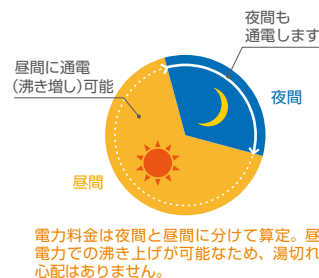 夜間も
通電します
昼間に通電
（沸き増し）可能
夜間
昼間
電力料金は夜間と昼間に分けて算定。昼
電力での沸き上げが可能なため、湯切れ
心配はありません。